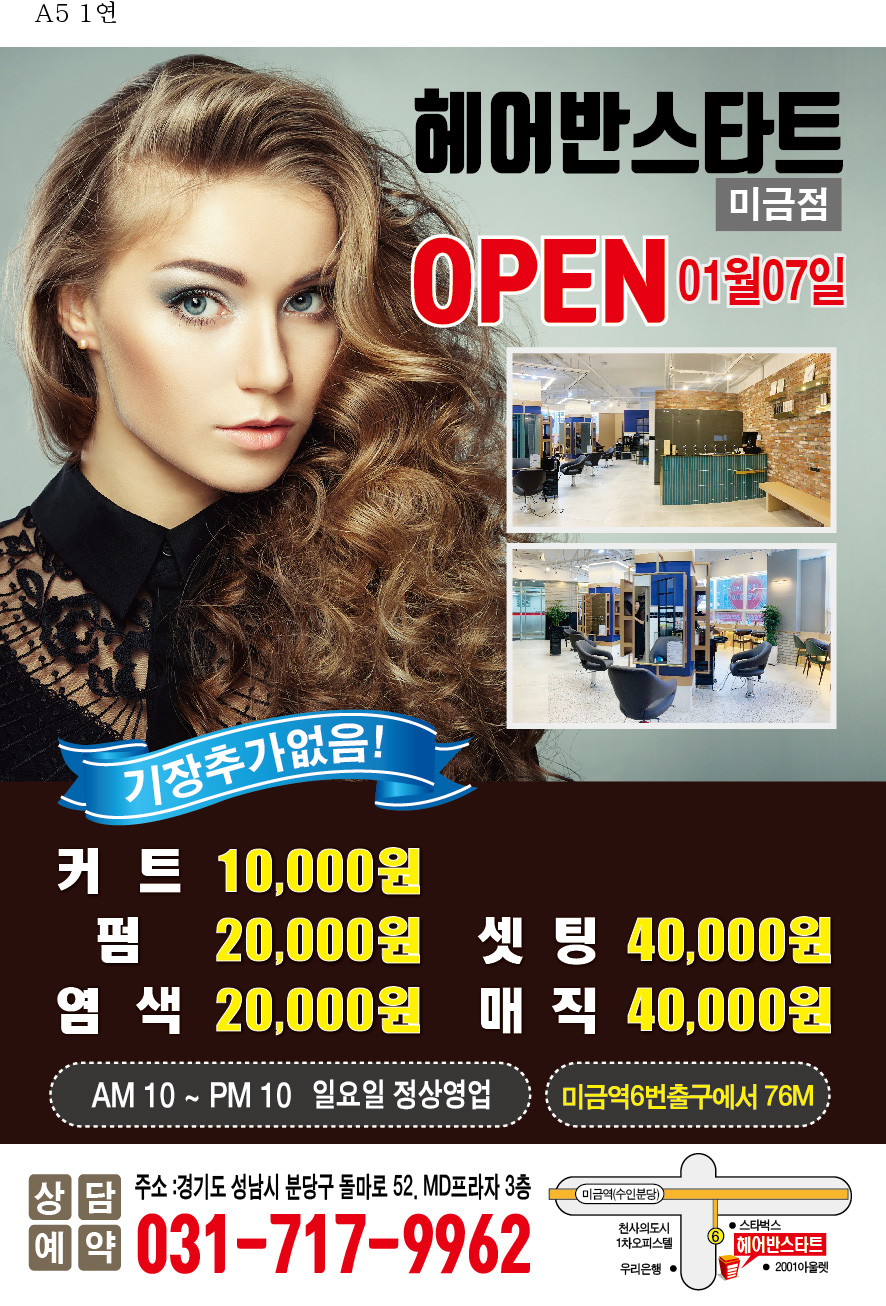 A5 1연
헤어반스타트
미금점
OPEN 01월07일
기장추가없음!
커트 10,000원
펌 20,000원 셋팅 40,000원
염색 20,000원 매직 40,000원
AM 10 ~ PM 10 일요일 정상영업
미금역6번출구에서 76M
상담
예약
주소 :경기도 성남시 분당구 돌마로 52, MD프라자 3층
031-717-9962
미금역(수인분당)
천사의도시
1차오피스텔
6
스타벅스
헤어반스타트
우리은행
2001아울렛